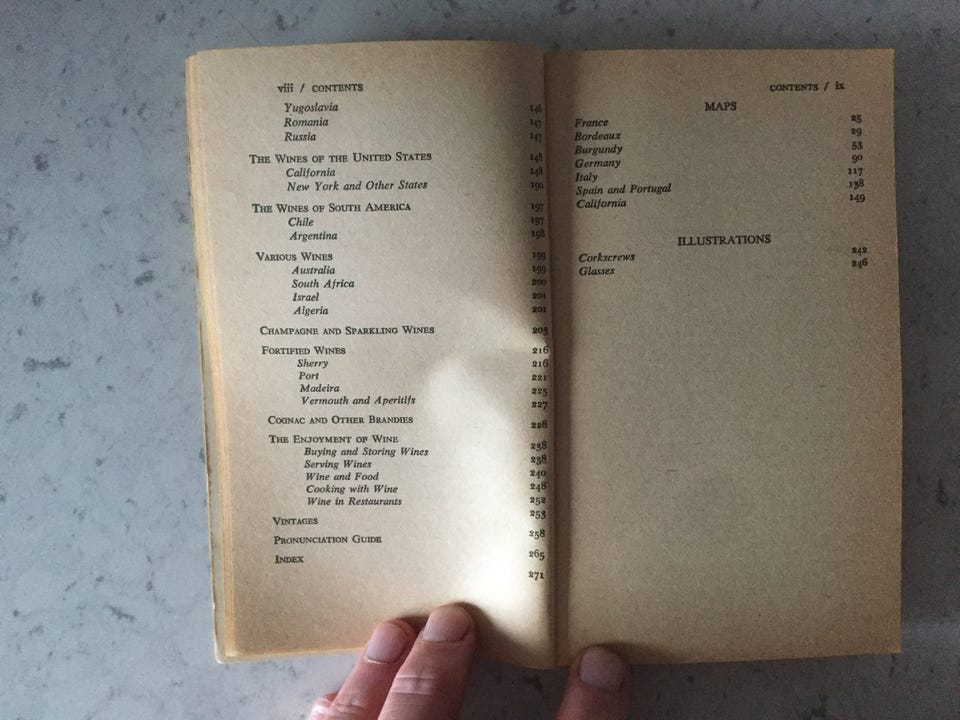 viii / CONTENTS
Yugoslavia 146
Romania 147
Russia 147
THE WINES OF THE UNITED STATES 148
California 148
New York and Other States 190
THE WINES OF SOUTH AMERICA 197
Chile 197
Argentina 198
VARIOUS WINES 199
Australia 199
South Africa 200
Israel 201
Algeria 201
CHAMPAGNE AND SPARKLING WINES 203
FORTIFIED WINES 216
Sherry 216
Port 221
Madeira 225
Vermouth and Aperitifs 227
COGNAC AND OTHER BRANDIES 228
THE ENJOYMENT OF WINE 238
Buying and Storing Wines 238
Serving Wines 240
Wine and Food 248
Cooking with Wine 252
Wine in Restaurants 253
VINTAGES 258
PRONUNCIATION GUIDE 265
INDEX 271
CONTENTS / ix
MAPS
France 25
Bordeaux 29
Burgundy 53
Germany 90
Italy 117
Spain and Portugal 138
California 149
ILLUSTRATIONS
Corkscrews 242
Glasses 246